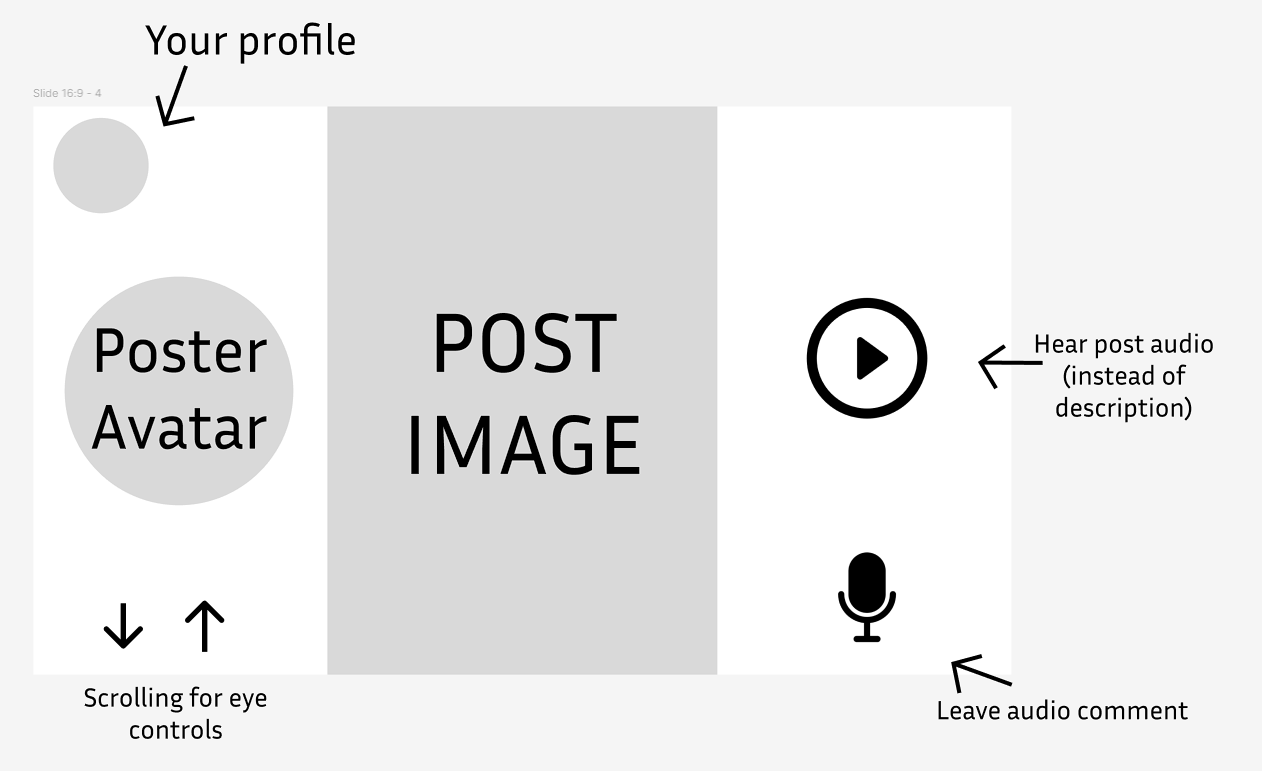 Your profile
Slide 16:9 - 4
Poster
Avatar
POST
IMAGE
Hear post audio
(instead of
description)
Scrolling for eye
controls
Leave audio comment